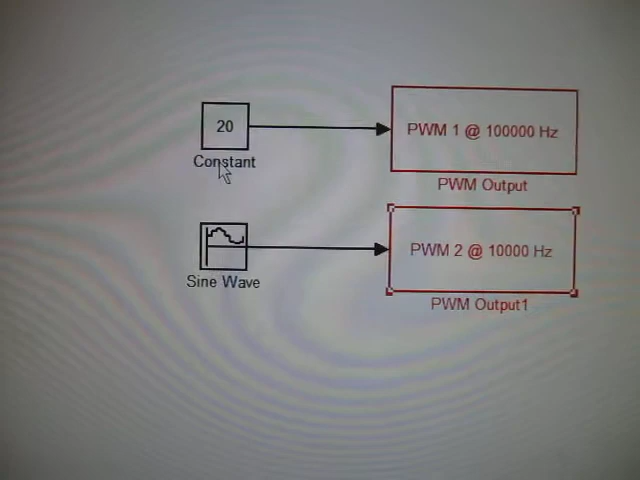 20
PWM 1 @ 100000 Hz
Constant
PWM Output
PWM 2 @ 10000 Hz
Sine Wave
PWM Output1